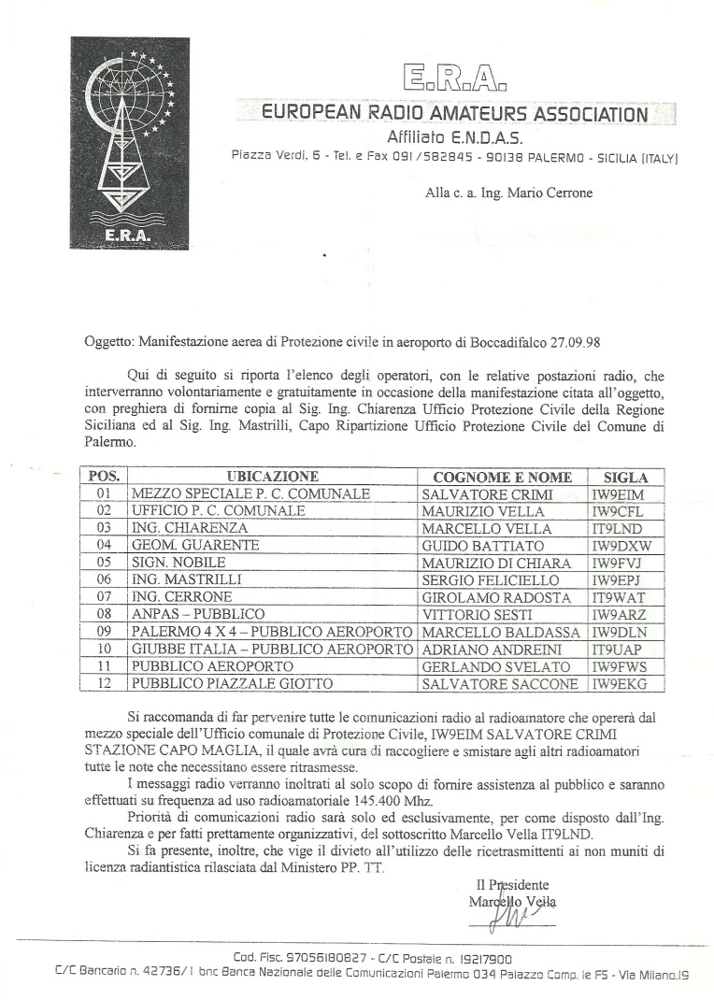 E.R.A.
E.R.A.
EUROPEAN RADIO AMATEURS ASSOCIATION
Affiliato E.N.D.A.S.
Piazza Verdi, 6 - Tel. e Fax 091/582845 - 90138 PALERMO - SICILIA (ITALY)
Alla c. a. Ing. Mario Cerrone
Oggetto: Manifestazione aerea di Protezione civile in aeroporto di Boccadifalco 27.09.98
Qui di seguito si riporta l'elenco degli operatori, con le relative postazioni radio, che
interverranno volontariamente e gratuitamente in occasione della manifestazione citata all'oggetto,
con preghiera di fornirne copia al Sig. Ing. Chiarenza Ufficio Protezione Civile della Regione
Siciliana ed al Sig. Ing. Mastrilli, Capo Ripartizione Ufficio Protezione Civile del Comune di
Palermo.
POS. UBICAZIONE COGNOME E NOME SIGLA
01 MEZZO SPECIALE P. C. COMUNALE SALVATORE CRIMI IW9EIM
02 UFFICIO P. C. COMUNALE MAURIZIO VELLA IW9CFL
03 ING. CHIARENZA MARCELLO VELLA IT9LND
04 GEOM. GUARENTE GUIDO BATTIATO IW9DXW
05 SIGN. NOBILE MAURIZIO DI CHIARA IW9FVJ
06 ING. MASTRILLI SERGIO FELICIELLO IW9EPJ
07 ING. CERRONE GIROLAMO RADOSTA IT9WAT
08 ANPAS – PUBBLICO VITTORIO SESTI IW9ARZ
09 PALERMO 4 X 4 – PUBBLICO AEROPORTO MARCELLO BALDASSA IW9DLN
10 GIUBBE ITALIA – PUBBLICO AEROPORTO ADRIANO ANDREINI IT9UAP
11 PUBBLICO AEROPORTO GERLANDO SVELATO IW9FWS
12 PUBBLICO PIAZZALE GIOTTO SALVATORE SACCONE IW9EKG
Si raccomanda di far pervenire tutte le comunicazioni radio al radioamatore che opererà dal
mezzo speciale dell'Ufficio comunale di Protezione Civile, IW9EIM SALVATORE CRIMI
STAZIONE CAPO MAGLIA, il quale avrà cura di raccogliere e smistare agli altri radioamatori
tutte le note che necessitano essere ritrasmesse.
I messaggi radio verranno inoltrati al solo scopo di fornire assistenza al pubblico e saranno
effettuati su frequenza ad uso radioamatoriale 145.400 Mhz.
Priorità di comunicazioni radio sarà solo ed esclusivamente, per come disposto dall'Ing.
Chiarenza e per fatti prettamente organizzativi, del sottoscritto Marcello Vella IT9LND.
Si fa presente, inoltre, che vige il divieto all'utilizzo delle ricetrasmittenti ai non muniti di
licenza radiantistica rilasciata dal Ministero PP. TT.
Il Presidente
Marcello Vella
Cod. Fisc. 97056180827 - C/C Postale n. 19217900
C/C Bancario n. 42736/1 bnc Banca Nazionale delle Comunicazioni Palermo 034 Palazzo Comp. le FS - Via Milano,19